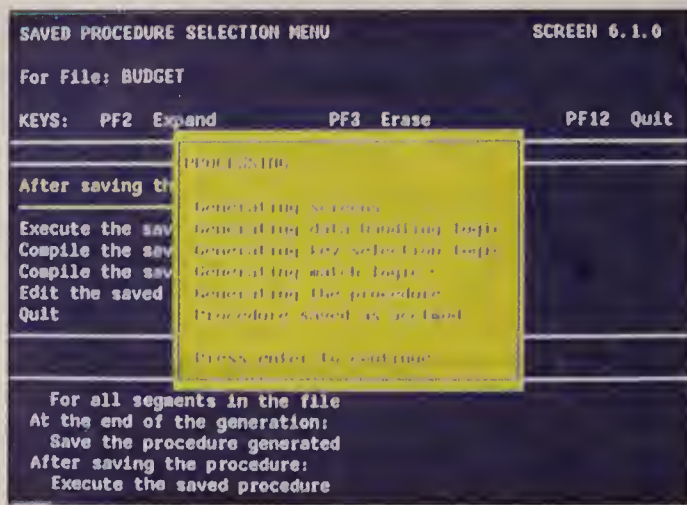 SAVED PROCEDURE SELECTION MENU SCREEN 6.1.0
For File: BUDGET
KEYS: PF2 Expand PF3 Erase PF12 Quit
PROCESSING
After saving th
Generating screens
Execute the sav
Generating data handling logic
Compile the sav
Generating key selection logic
Compile the sav
Generating match logic
Edit the saved
Generating the procedure
Quit
Procedure saved as
Press enter to continue
For all segments in the file
At the end of the generation:
Save the procedure generated
After saving the procedure:
Execute the saved procedure